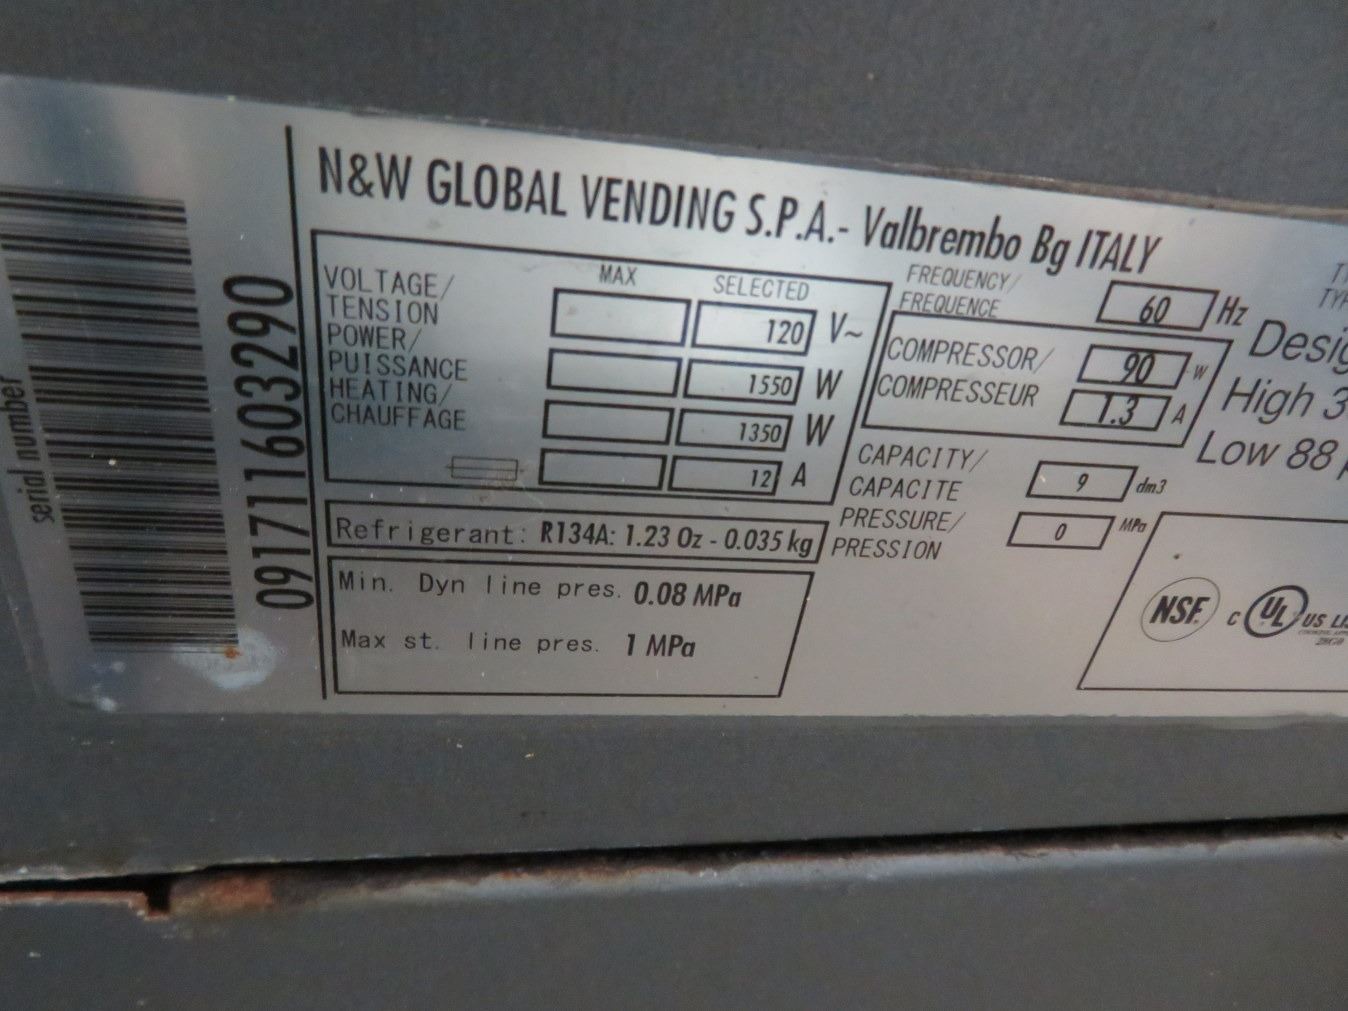 N&W GLOBAL VENDING S.P.A.- Valbrembo Bg ITALY
serial number
091711603290
MAX SELECTED
VOLTAGE/
TENSION
120 V~
POWER/
PUISSANCE
1550 W
HEATING/
CHAUFFAGE
1350 W
12 A
Refrigerant: R134A: 1.23 Oz - 0.035 kg
Min. Dyn line pres. 0.08 MPa
Max st. line pres. 1 MPa
FREQUENCY/
FREQUENCE
60 Hz
COMPRESSOR/
COMPRESSEUR
90 W
1.3 A
CAPACITY/
CAPACITE
9 dm3
PRESSURE/
PRESSION
0 MPa
High 3
Low 88
NSF.
C UL US